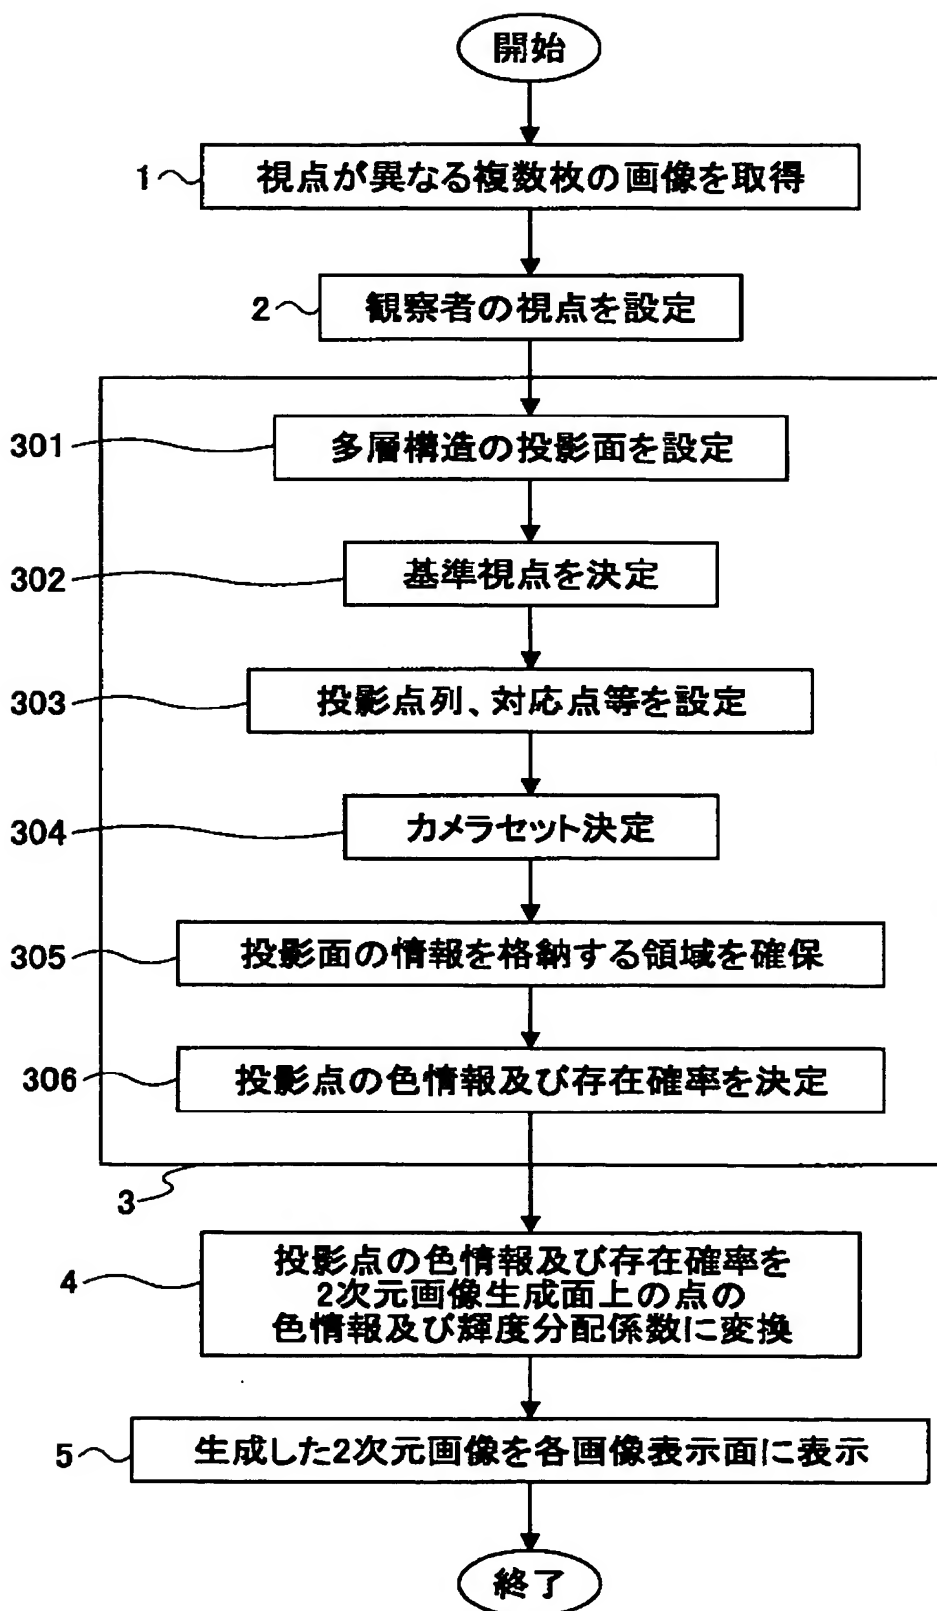 開始
1
視点が異なる複数枚の画像を取得
2
観察者の視点を設定
301
多層構造の投影面を設定
302
基準視点を決定
303
投影点列、対応点等を設定
304
カメラセット決定
305
投影面の情報を格納する領域を確保
306
投影点の色情報及び存在確率を決定
3
4
投影点の色情報及び存在確率を
2次元画像生成面上の点の
色情報及び輝度分配係数に変換
5
生成した2次元画像を各画像表示面に表示
終了